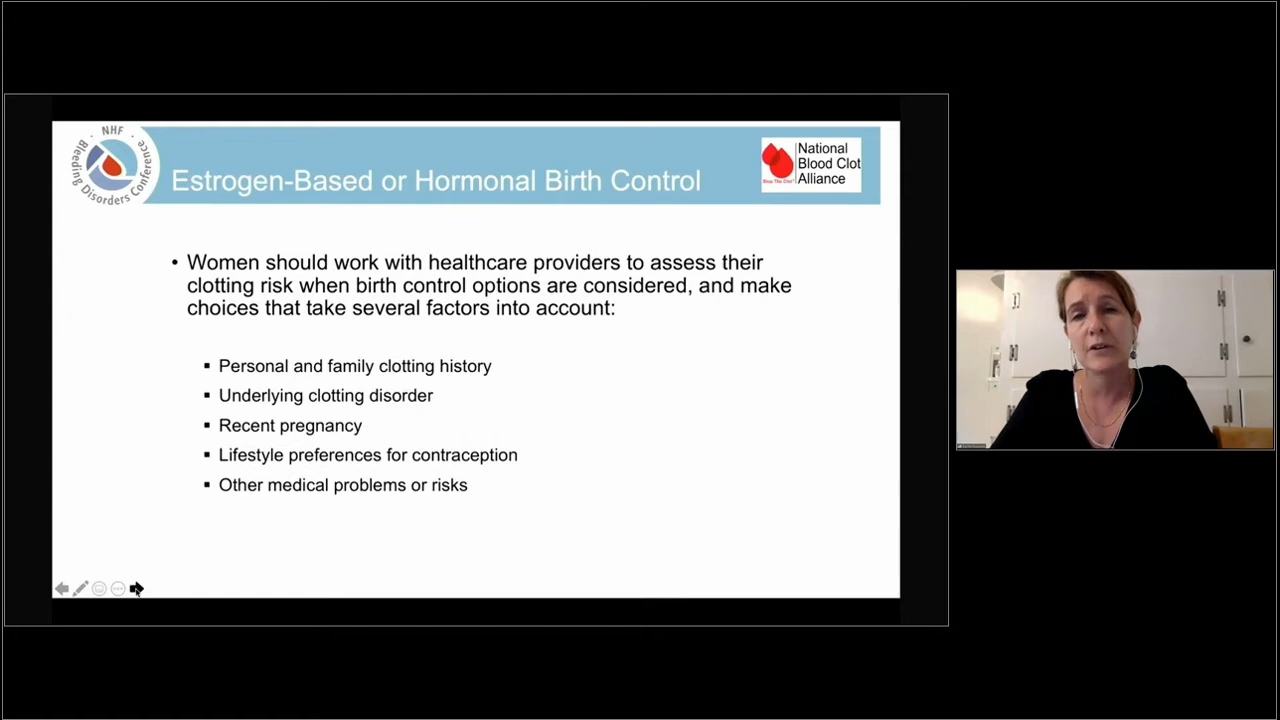 NHF
Bleeding Disorders Conference
Estrogen-Based or Hormonal Birth Control
National
Blood Clot
Alliance
Stop The Clot
• Women should work with healthcare providers to assess their
clotting risk when birth control options are considered, and make
choices that take several factors into account:
▪ Personal and family clotting history
▪ Underlying clotting disorder
▪ Recent pregnancy
▪ Lifestyle preferences for contraception
▪ Other medical problems or risks